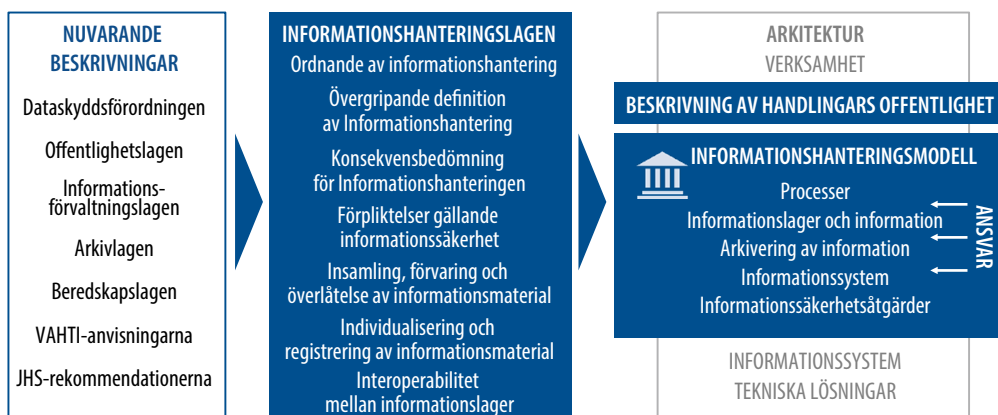 NUVARANDE
BESKRIVNINGAR
Dataskyddsförordningen
Offentlighetslagen
Informations-
förvaltningslagen
Arkivlagen
Beredskapslagen
VAHTI-anvisningarna
JHS-rekommendationerna
INFORMATIONSHANTERINGSLAGEN
Ordnande av informationshantering
Övergripande definition
av Informationshantering
Konsekvensbedömning
för Informationshanteringen
Förpliktelser gällande
informationssäkerhet
Insamling, förvaring och
överlåtelse av informationsmaterial
Individualisering och
registrering av informationsmaterial
Interoperabilitet
mellan informationslager
ARKITEKTUR
VERKSAMHET
BESKRIVNING AV HANDLINGARS OFFENTLIGHET
INFORMATIONSHANTERINGSMODELL
Processer
Informationslager och information
Arkivering av information
Informationssystem
Informationssäkerhetsåtgärder
ANSVAR
INFORMATIONSSYSTEM
TEKNISKA LÖSNINGAR